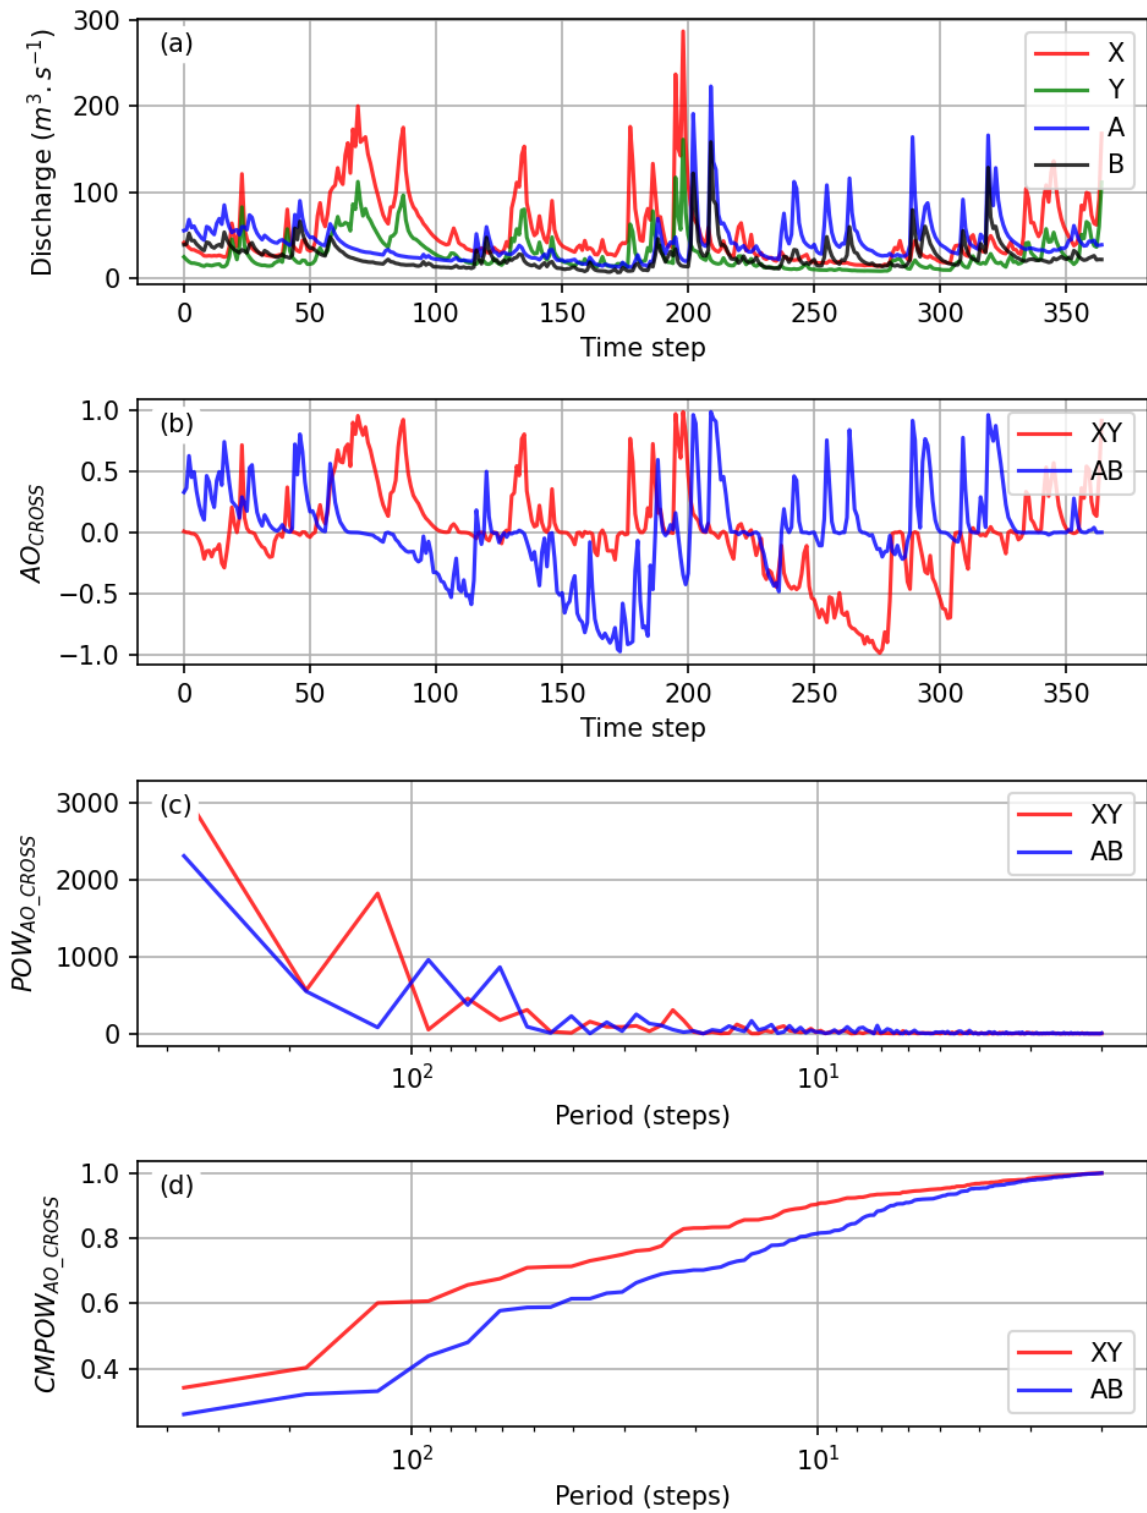 (a)
300
200
100
0
Discharge (m³.s⁻¹)
X
Y
A
B
0 50 100 150 200 250 300 350
Time step
(b)
1.0
0.5
0.0
−0.5
−1.0
AO_CROSS
XY
AB
0 50 100 150 200 250 300 350
Time step
(c)
3000
2000
1000
0
POW_AO_CROSS
XY
AB
10² 10¹
Period (steps)
(d)
1.0
0.8
0.6
0.4
CMPOW_AO_CROSS
XY
AB
10² 10¹
Period (steps)